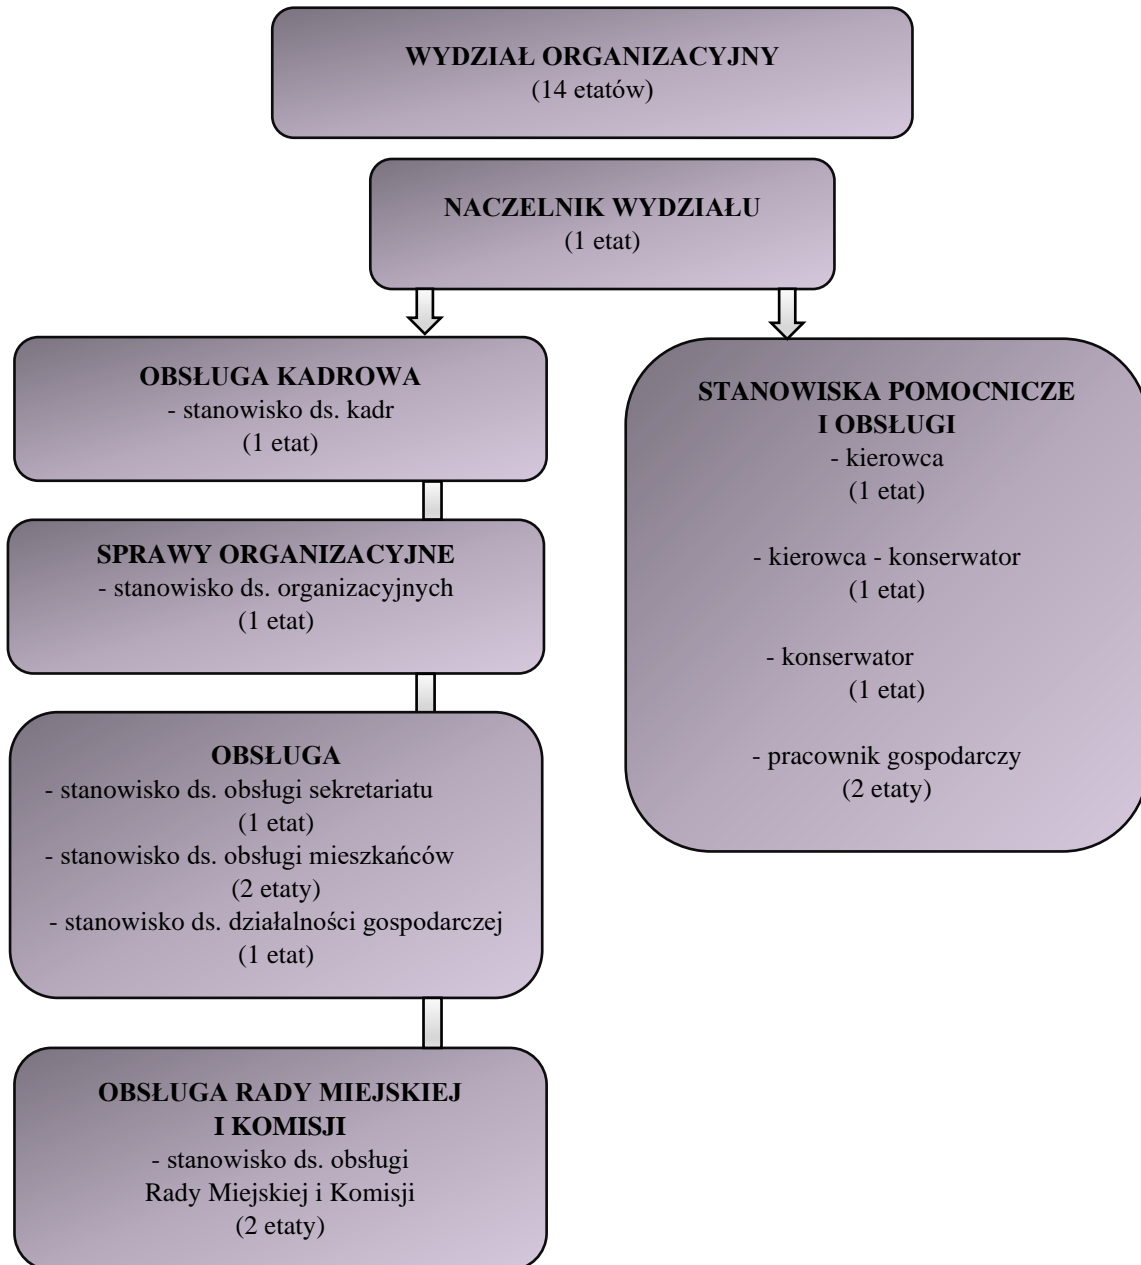 WYDZIAŁ ORGANIZACYJNY
(14 etatów)
NACZELNIK WYDZIAŁU
(1 etat)
OBSŁUGA KADROWA
- stanowisko ds. kadr
(1 etat)
SPRAWY ORGANIZACYJNE
- stanowisko ds. organizacyjnych
(1 etat)
OBSŁUGA
- stanowisko ds. obsługi sekretariatu
(1 etat)
- stanowisko ds. obsługi mieszkańców
(2 etaty)
- stanowisko ds. działalności gospodarczej
(1 etat)
OBSŁUGA RADY MIEJSKIEJ
I KOMISJI
- stanowisko ds. obsługi
Rady Miejskiej i Komisji
(2 etaty)
STANOWISKA POMOCNICZE
I OBSŁUGI
- kierowca
(1 etat)
- kierowca - konserwator
(1 etat)
- konserwator
(1 etat)
- pracownik gospodarczy
(2 etaty)